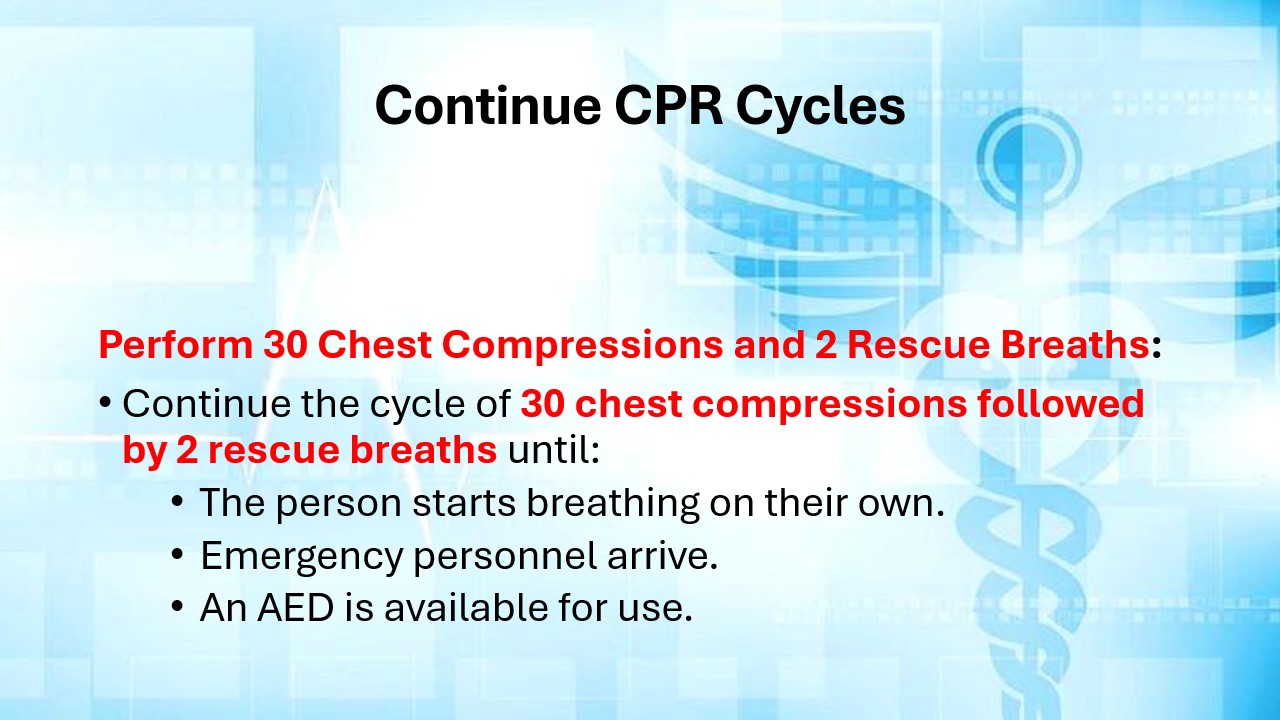 Continue CPR Cycles
Perform 30 Chest Compressions and 2 Rescue Breaths:
• Continue the cycle of 30 chest compressions followed
by 2 rescue breaths until:
• The person starts breathing on their own.
• Emergency personnel arrive.
• An AED is available for use.